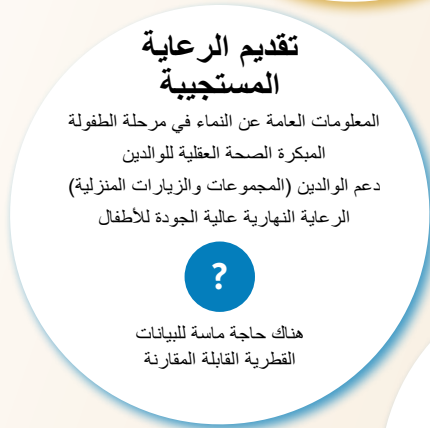 تقديم الرعاية
المستجيبة
المعلومات العامة عن النماء في مرحلة الطفولة
المبكرة الصحة العقلية للوالدين
دعم الوالدين (المجموعات والزيارات المنزلية)
الرعاية النهارية عالية الجودة للأطفال
?
هناك حاجة ماسة للبيانات
القطرية القابلة المقارنة